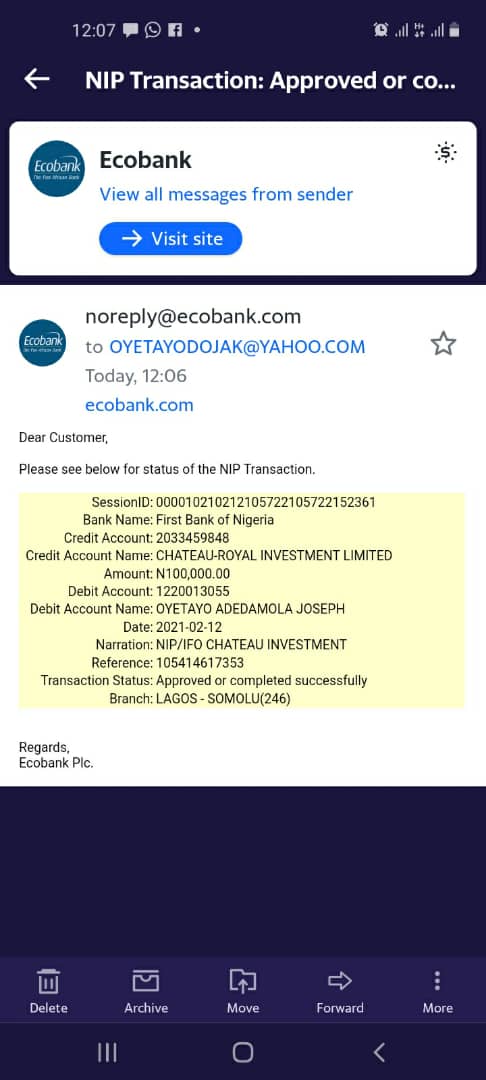 12:07
NIP Transaction: Approved or co...
Ecobank
The Pan African Bank
Ecobank
View all messages from sender
→ Visit site
Ecobank
The Pan African Bank
noreply@ecobank.com
to OYETAYODOJAK@YAHOO.COM
Today, 12:06
ecobank.com
Dear Customer,
Please see below for status of the NIP Transaction.
SessionID: 000010210212105722105722152361
Bank Name: First Bank of Nigeria
Credit Account: 2033459848
Credit Account Name: CHATEAU-ROYAL INVESTMENT LIMITED
Amount: N100,000.00
Debit Account: 1220013055
Debit Account Name: OYETAYO ADEDAMOLA JOSEPH
Date: 2021-02-12
Narration: NIP/IFO CHATEAU INVESTMENT
Reference: 105414617353
Transaction Status: Approved or completed successfully
Branch: LAGOS - SOMOLU(246)
Regards,
Ecobank Plc.
Delete
Archive
Move
Forward
More